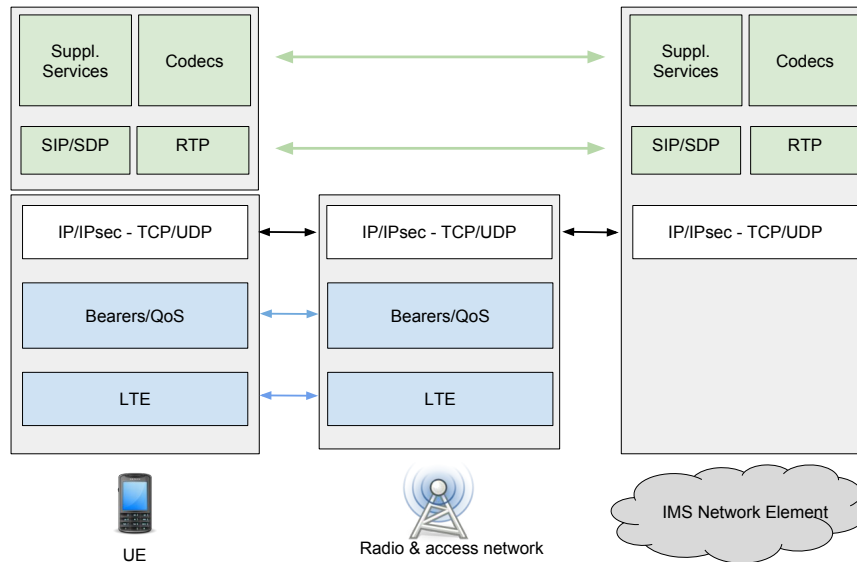 Suppl.
Services
Codecs
Suppl.
Services
Codecs
SIP/SDP
RTP
SIP/SDP
RTP
IP/IPsec - TCP/UDP
IP/IPsec - TCP/UDP
IP/IPsec - TCP/UDP
Bearers/QoS
Bearers/QoS
LTE
LTE
IMS Network Element
UE
Radio & access network